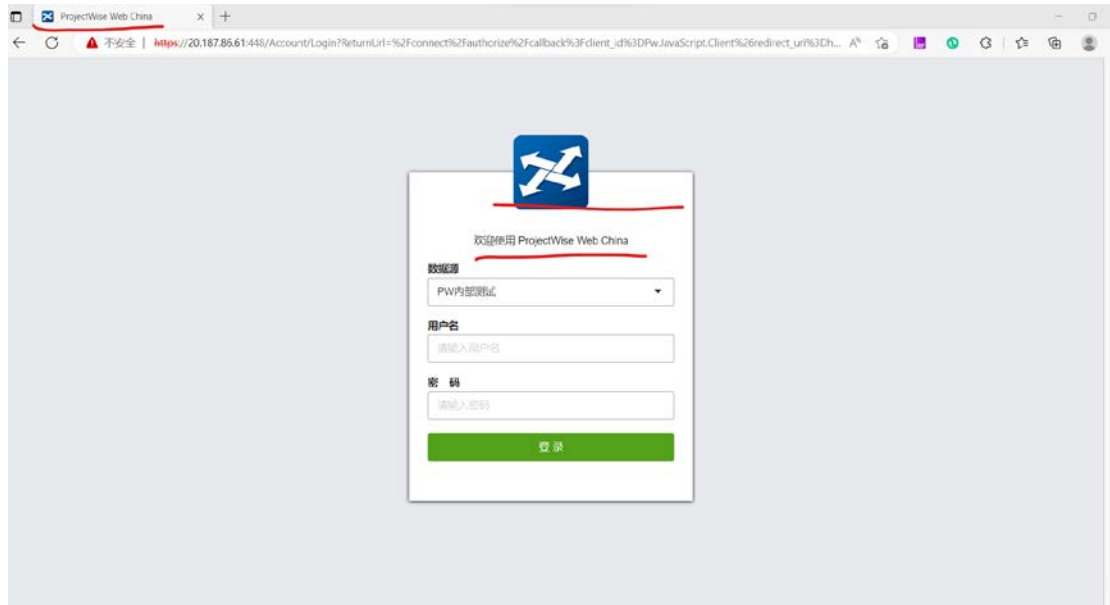 ProjectWise Web China
不安全 | https://20.187.86.61:448/Account/Login?ReturnUrl=%2Fconnect%2Fauthorize%2Fcallback%3Fclient_id%3DPw.JavaScript.Client%26redirect_uri%3Dh...
欢迎使用 ProjectWise Web China
数据源
PW内部测试
用户名
请输入用户名
密 码
请输入密码
登 录